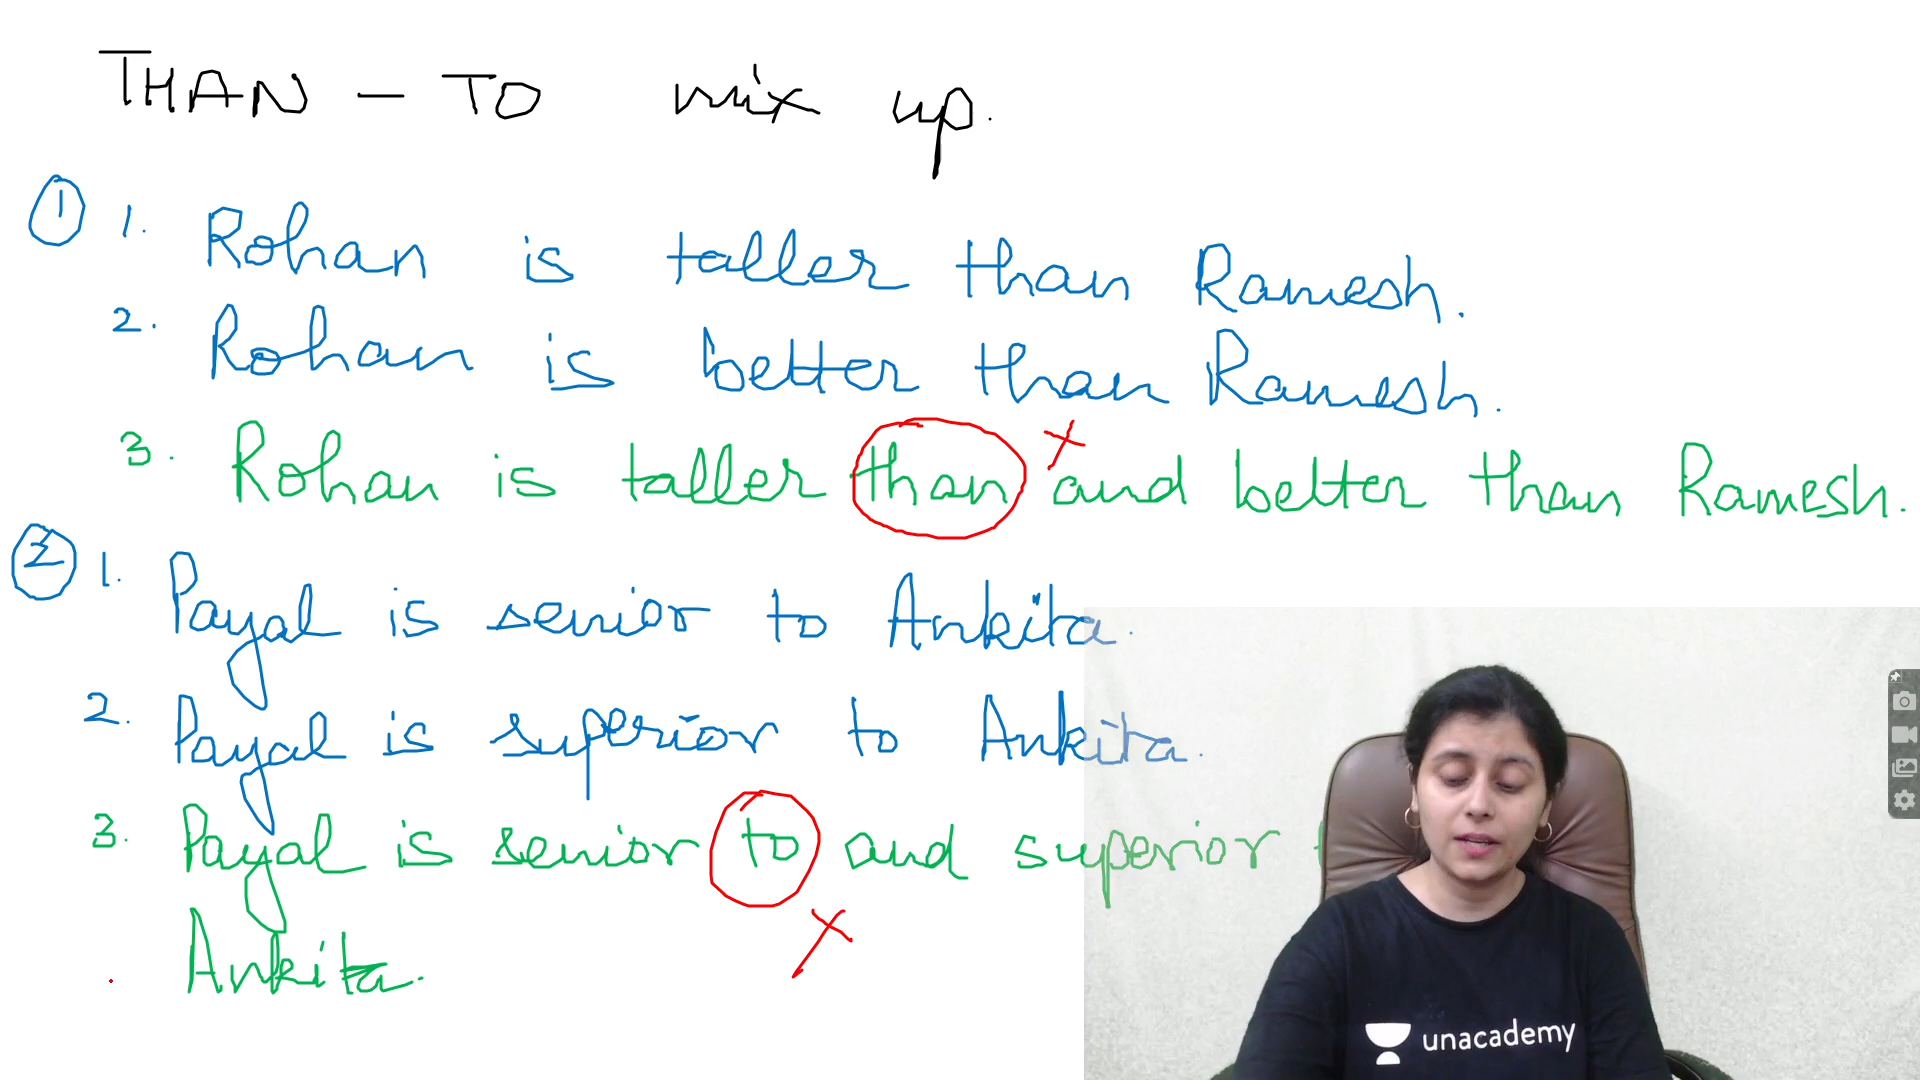 THAN - TO mix up.
① 1. Rohan is taller than Ramesh.
2. Rohan is better than Ramesh.
3. Rohan is taller than and better than Ramesh.
② 1. Payal is senior to Ankita.
2. Payal is superior to Ankita.
3. Payal is senior to and superior
Ankita.
unacademy